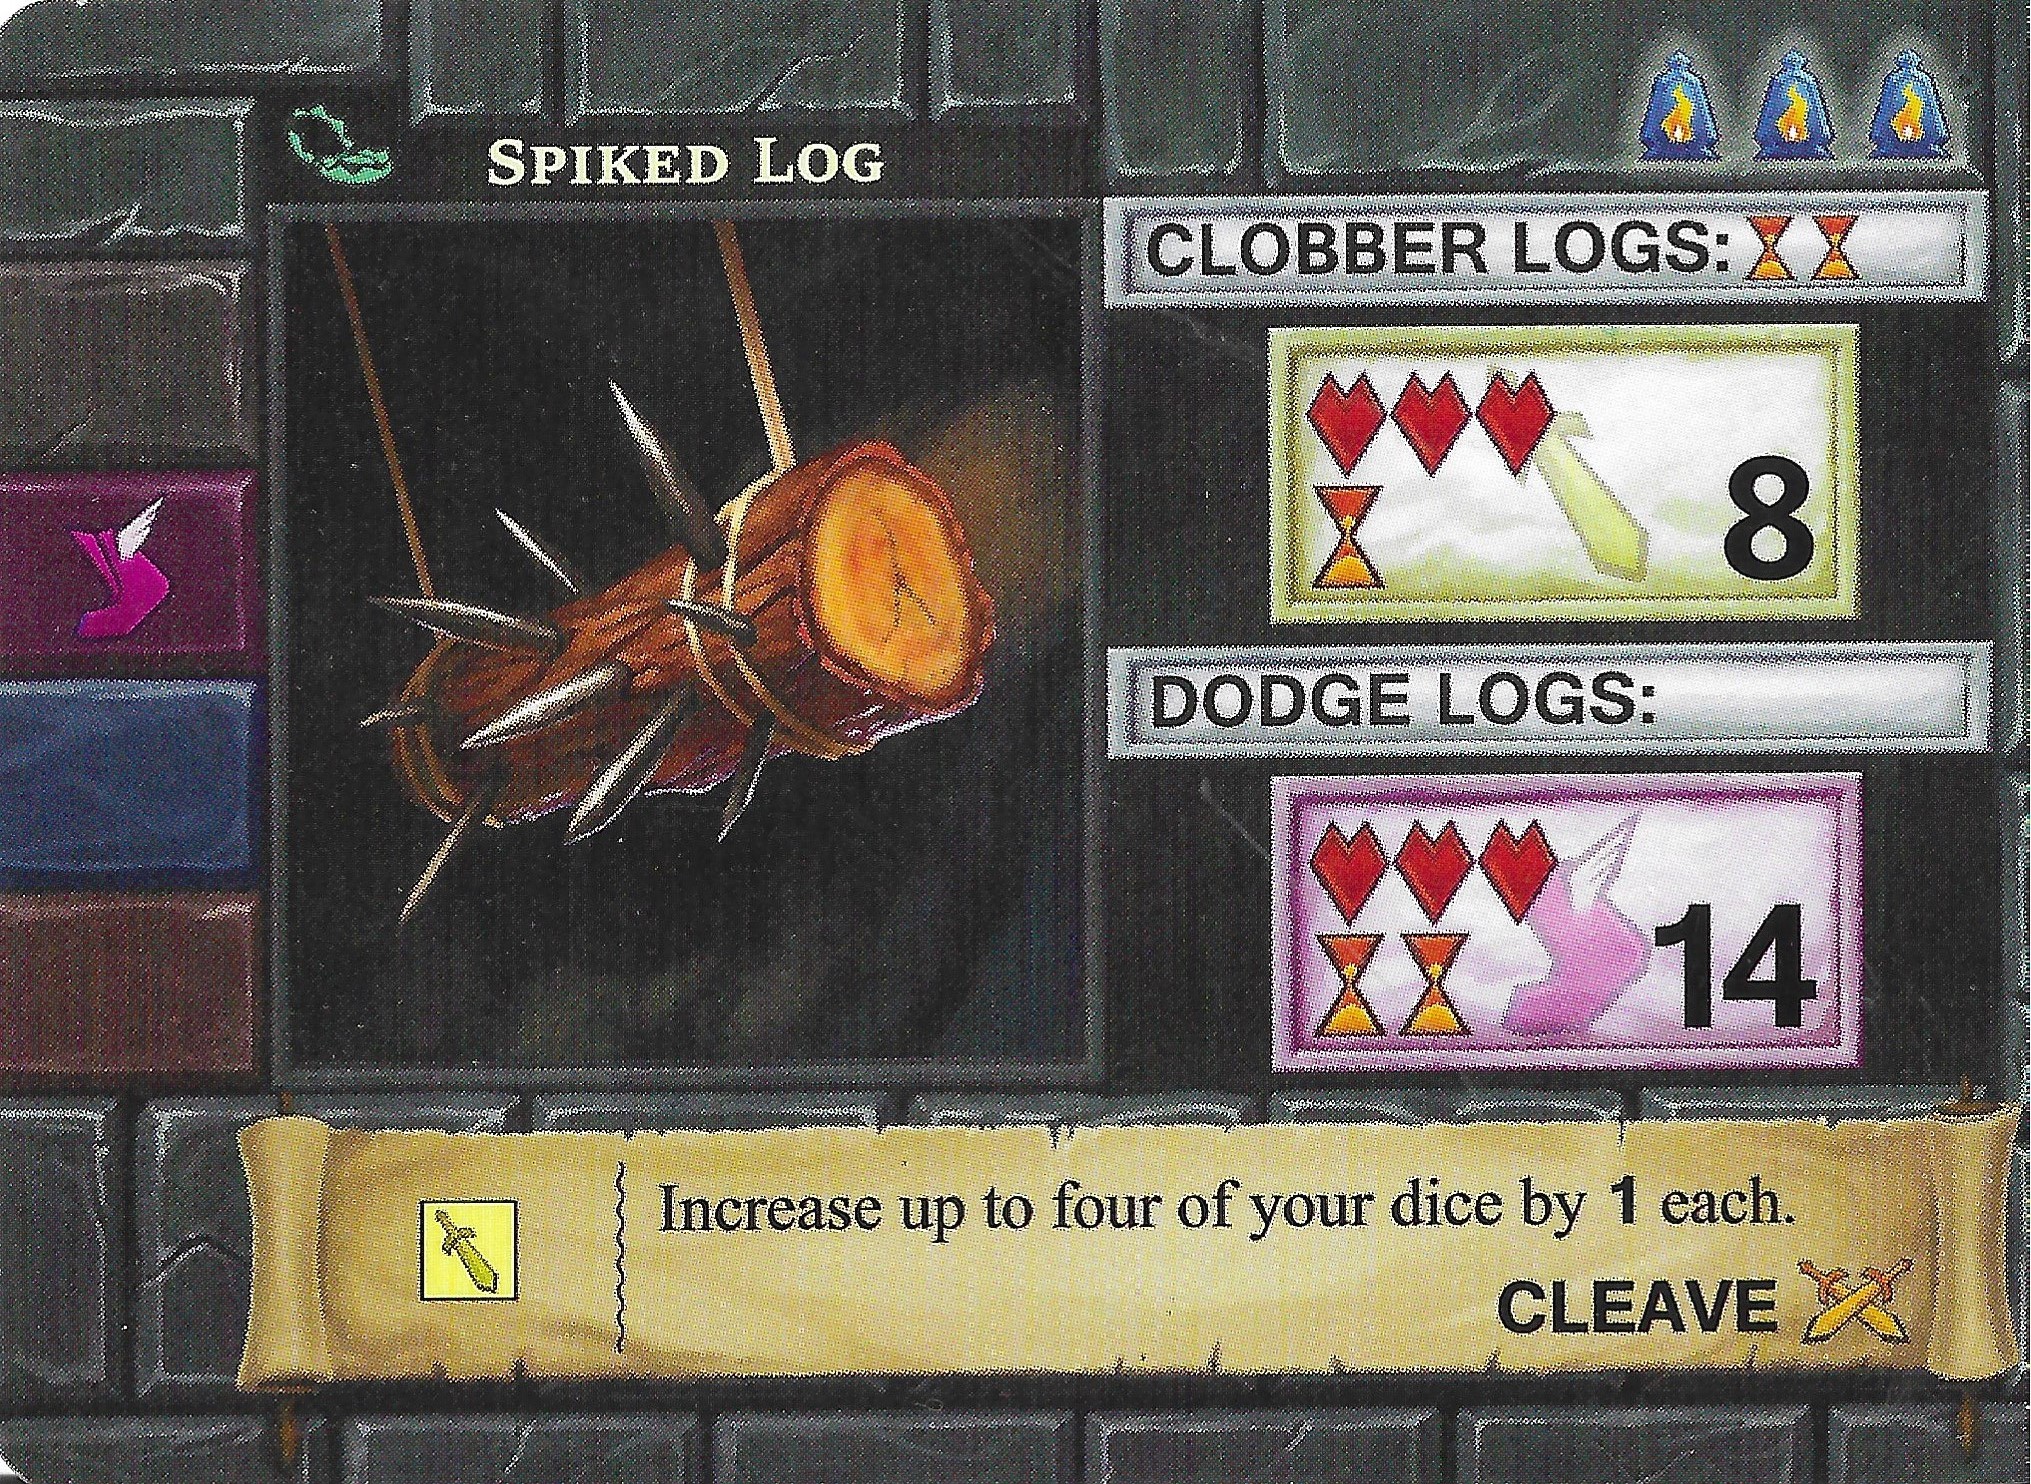 SPIKED LOG
CLOBBER LOGS:
8
DODGE LOGS:
14
Increase up to four of your dice by 1 each.
CLEAVE